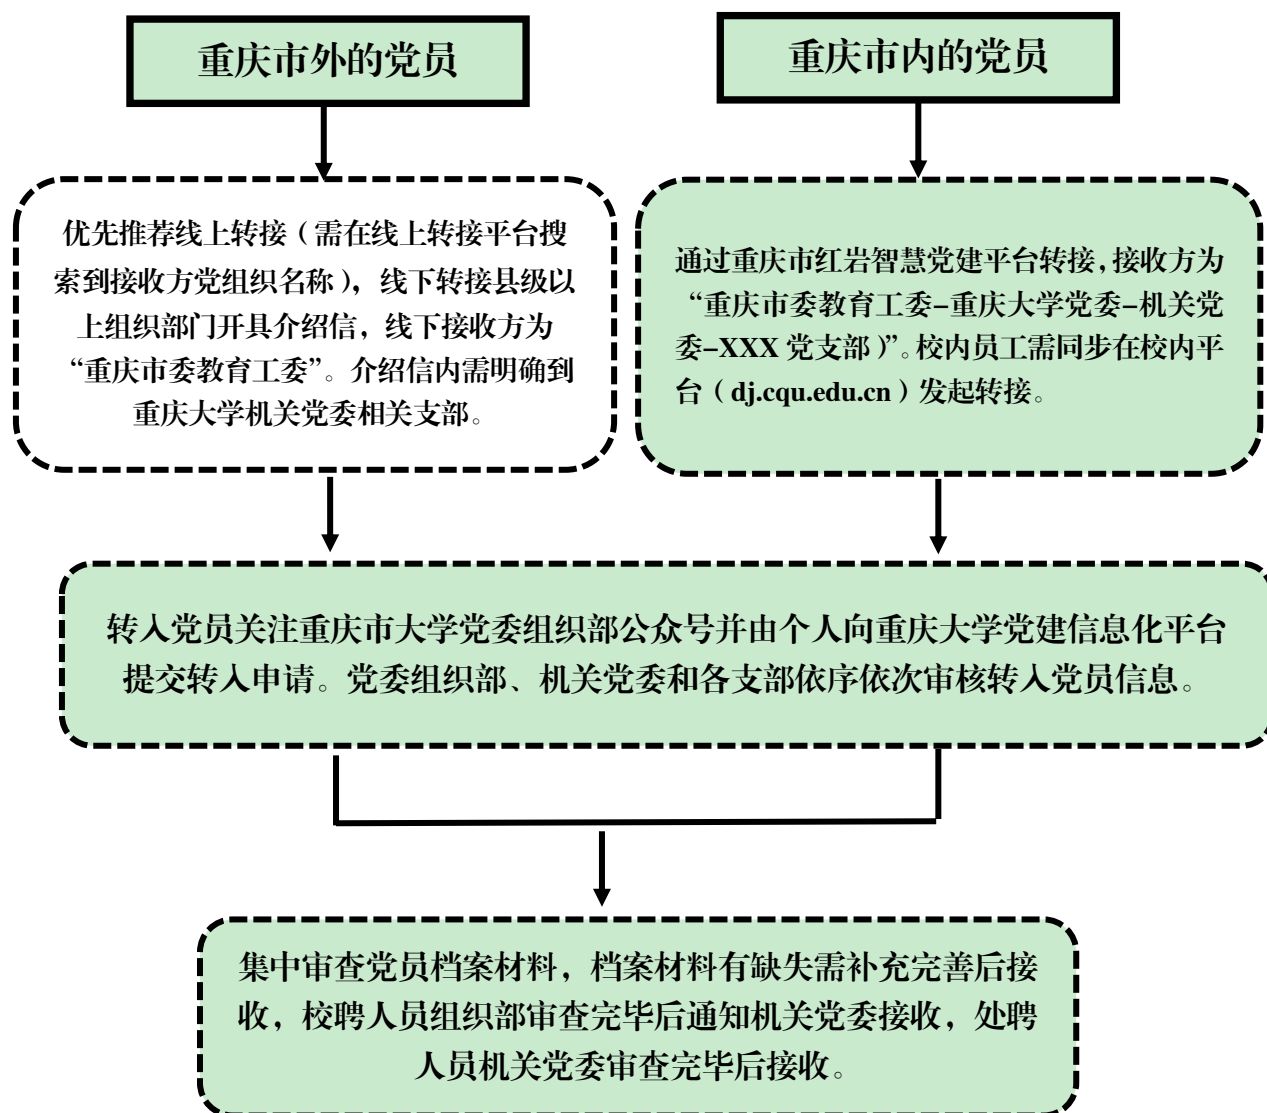 重庆市外的党员
重庆市内的党员
优先推荐线上转接（需在线上转接平台搜
索到接收方党组织名称），线下转接县级以
上组织部门开具介绍信，线下接收方为
“重庆市委教育工委”。介绍信内需明确到
重庆大学机关党委相关支部。
通过重庆市红岩智慧党建平台转接，接收方为
“重庆市委教育工委–重庆大学党委–机关党
委–XXX 党支部）”。校内员工需同步在校内平
台（dj.cqu.edu.cn）发起转接。
转入党员关注重庆市大学党委组织部公众号并由个人向重庆大学党建信息化平台
提交转入申请。党委组织部、机关党委和各支部依序依次审核转入党员信息。
集中审查党员档案材料，档案材料有缺失需补充完善后接
收，校聘人员组织部审查完毕后通知机关党委接收，处聘
人员机关党委审查完毕后接收。